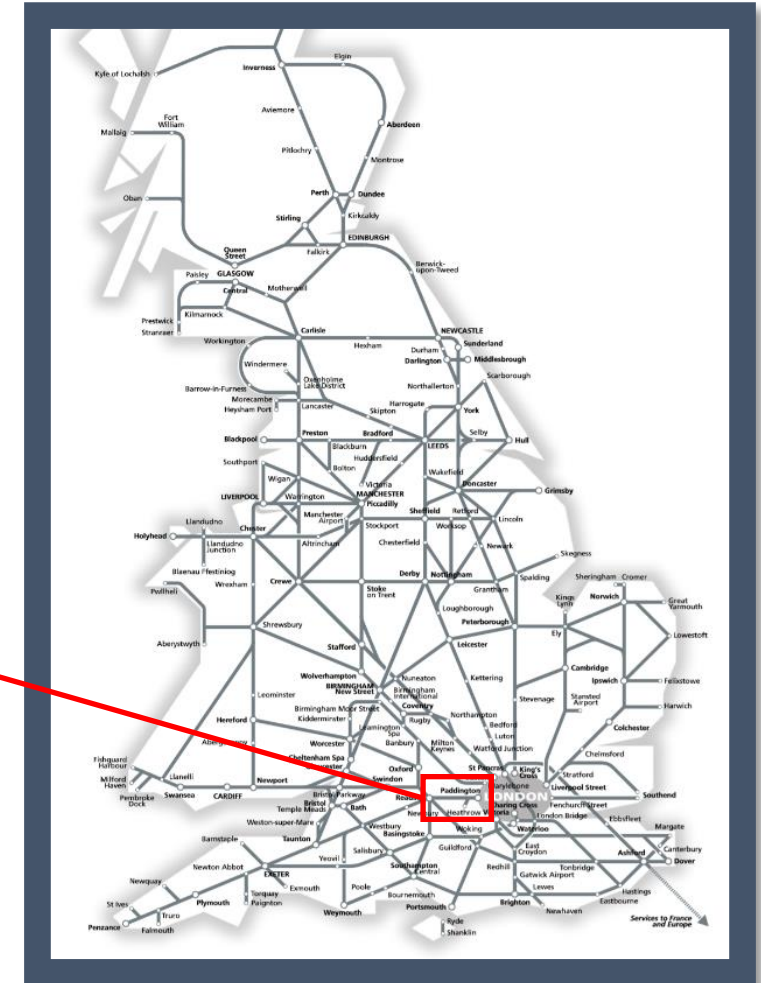 Elgin
Inverness
Kyle of Lochalsh
Aviemore
Fort
William
Aberdeen
Mallaig
Pitlochry
Montrose
Perth
Dundee
Oban
Stirling
Kirkcaldy
EDINBURGH
Queen
Street
Falkirk
Berwick-
upon-Tweed
Paisley
GLASGOW
Central
Motherwell
Prestwick
Kilmarnock
Stranraer
Carlisle
NEWCASTLE
Workington
Hexham
Durham
Sunderland
Darlington
Middlesbrough
Windermere
Scarborough
Oxenholme
Lake District
Barrow-in-Furness
Northallerton
Morecambe
Heysham Port
Lancaster
Harrogate
York
Skipton
Blackpool
Preston
Bradford
LEEDS
Selby
Hull
Blackburn
Huddersfield
Southport
Bolton
Wakefield
Wigan
Victoria
Doncaster
LIVERPOOL
Warrington
MANCHESTER
Piccadilly
Grimsby
Manchester
Airport
Sheffield
Retford
Llandudno
Chester
Stockport
Worksop
Lincoln
Holyhead
Llandudno
Junction
Altrincham
Chesterfield
Newark
Skegness
Blaenau Ffestiniog
Wrexham
Crewe
Stoke
on Trent
Derby
Nottingham
Grantham
Spalding
Sheringham
Cromer
Pwllheli
Kings
Lynn
Norwich
Great
Yarmouth
Loughborough
Shrewsbury
Peterborough
Ely
Lowestoft
Aberystwyth
Stafford
Leicester
Wolverhampton
Nuneaton
Kettering
Cambridge
BIRMINGHAM
New Street
Birmingham
International
Ipswich
Felixstowe
Leominster
Coventry
Stevenage
Stansted
Airport
Birmingham Moor Street
Rugby
Northampton
Harwich
Hereford
Kidderminster
Leamington
Spa
Bedford
Colchester
Worcester
Banbury
Milton
Keynes
Luton
Watford Junction
Chelmsford
Fishguard
Harbour
Cheltenham Spa
Oxford
St Pancras
King's
Cross
Stratford
Milford
Haven
Llanelli
Newport
Swindon
Paddington
Marylebone
Liverpool Street
Pembroke
Dock
Swansea
CARDIFF
Bristol Parkway
LONDON
Southend
Bristol
Temple Meads
Bath
Newbury
Heathrow
Victoria
Charing Cross
Fenchurch Street
London Bridge
Ebbsfleet
Weston-super-Mare
Westbury
Basingstoke
Woking
Waterloo
Margate
Barnstaple
Taunton
Salisbury
Guildford
East
Croydon
Canterbury
Newton Abbot
Yeovil
Southampton
Central
Redhill
Tonbridge
Ashford
Dover
EXETER
Gatwick Airport
Newquay
Exmouth
Poole
Lewes
Hastings
St Ives
Plymouth
Torquay
Paignton
Bournemouth
Eastbourne
Truro
Weymouth
Portsmouth
Brighton
Newhaven
Penzance
Falmouth
Ryde
Shanklin
Services to France
and Europe